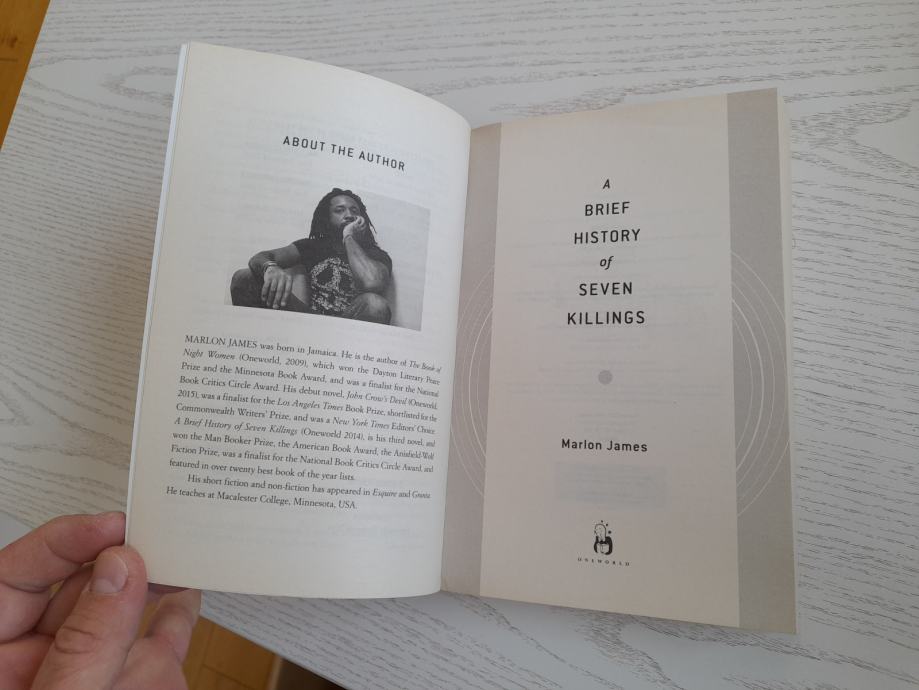 ABOUT THE AUTHOR
MARLON JAMES was born in Jamaica. He is the author of The Book of
Night Women (Oneworld, 2009), which won the Dayton Literary Peace
Prize and the Minnesota Book Award, and was a finalist for the National
Book Critics Circle Award. His debut novel, John Crow's Devil (Oneworld,
2015), was a finalist for the Los Angeles Times Book Prize, shortlisted for the
Commonwealth Writers' Prize, and was a New York Times Editors' Choice.
A Brief History of Seven Killings (Oneworld 2014), is his third novel, and
won the Man Booker Prize, the American Book Award, the Anisfield-Wolf
Fiction Prize, was a finalist for the National Book Critics Circle Award, and
featured in over twenty best book of the year lists.
His short fiction and non-fiction has appeared in Esquire and Granta.
He teaches at Macalester College, Minnesota, USA.
A
BRIEF
HISTORY
of
SEVEN
KILLINGS
Marlon James
ONEWORLD